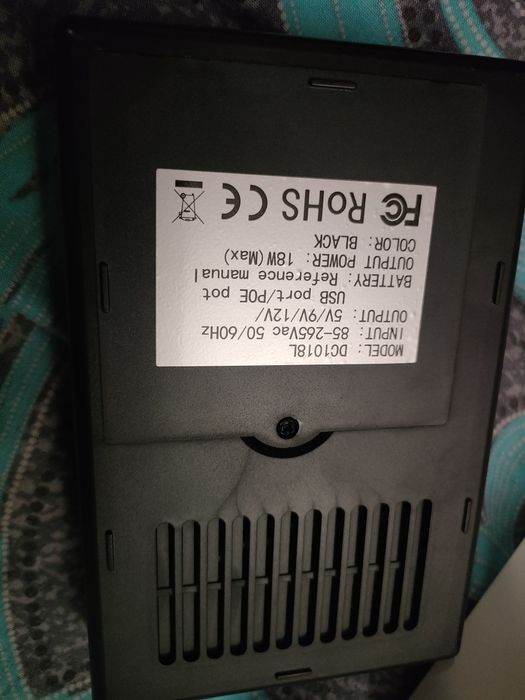 MODEL: DC1018L
INPUT: 85-265Vac 50/60Hz
OUTPUT: 5V/9V/12V/
USB port/POE pot
BATTERY: Reference manual
OUTPUT POWER: 18W(Max)
COLOR: BLACK
FC RoHS CE